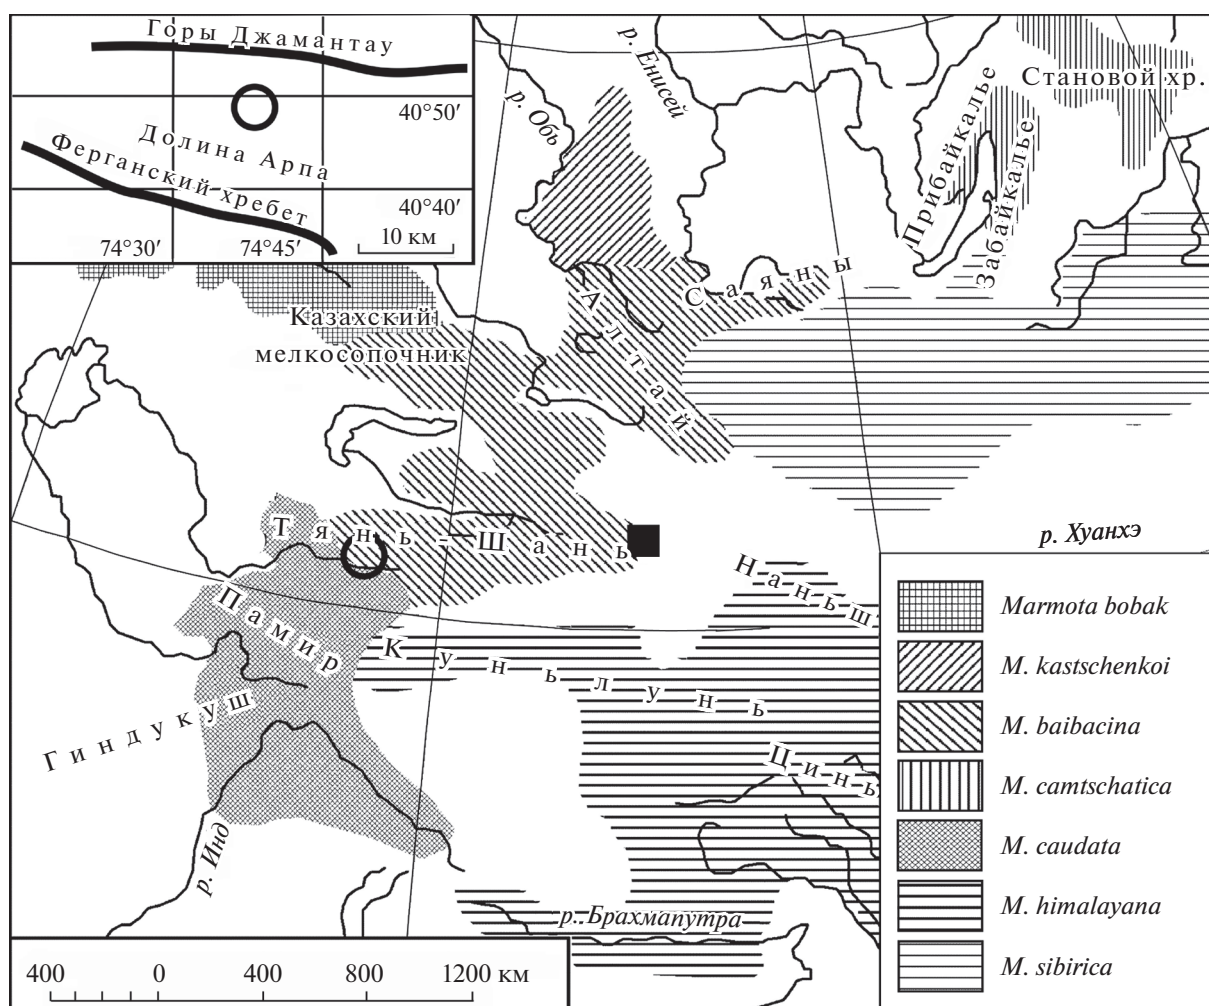 Горы Джамантау
40°50′
Долина Арпа
Ферганский хребет
40°40′
74°30′ 74°45′
10 км
р. Обь
р. Енисей
Прибайкалье
Забайкалье
Становой хр.
Саяны
Алтай
Казахский
мелкосопочник
Тянь-Шань
р. Хуанхэ
Наньш
Памир
Куньлунь
Гиндукуш
Цинь
р. Инд
р. Брахмапутра
Marmota bobak
M. kastschenkoi
M. baibacina
M. camtschatica
M. caudata
M. himalayana
M. sibirica
400 0 400 800 1200 км